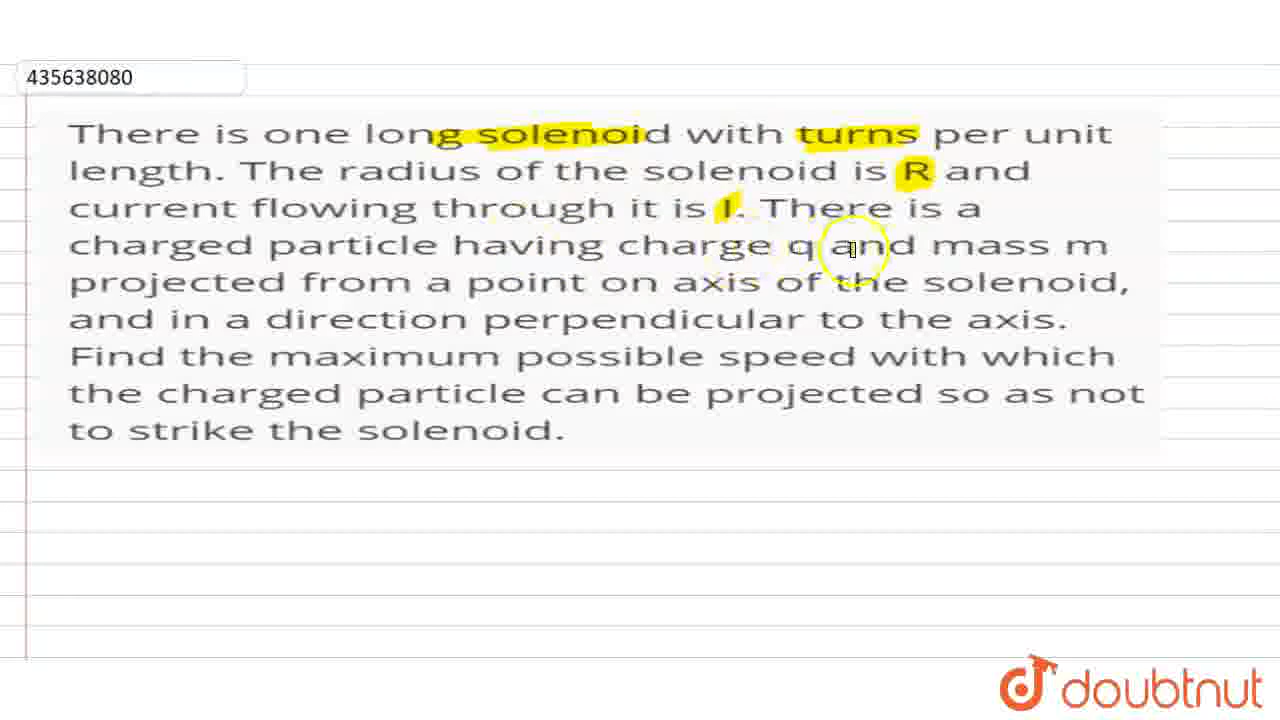 435638080
There is one long solenoid with turns per unit
length. The radius of the solenoid is R and
current flowing through it is I. There is a
charged particle having charge q and mass m
projected from a point on axis of the solenoid,
and in a direction perpendicular to the axis.
Find the maximum possible speed with which
the charged particle can be projected so as not
to strike the solenoid.
doubtnut